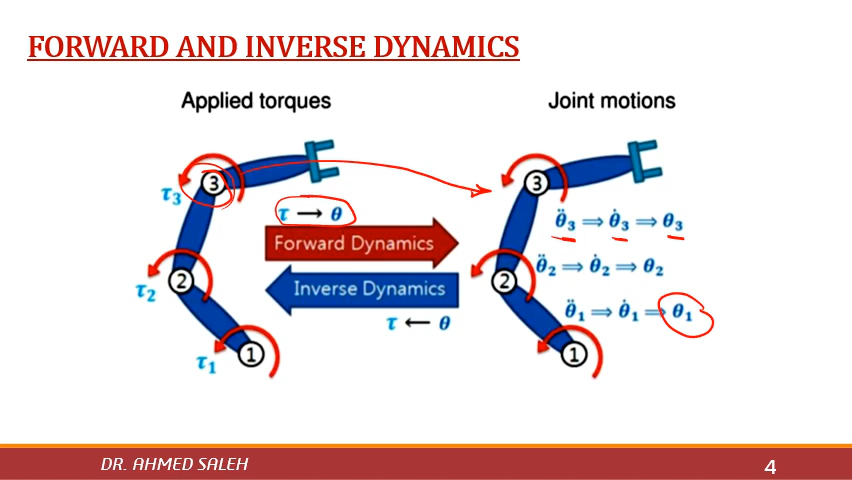 FORWARD AND INVERSE DYNAMICS
Applied torques
Joint motions
3
τ₃
τ → θ
Forward Dynamics
2
τ₂
Inverse Dynamics
τ ← θ
1
τ₁
3
θ̈₃ ⇒ θ̇₃ ⇒ θ₃
2
θ̈₂ ⇒ θ̇₂ ⇒ θ₂
θ̈₁ ⇒ θ̇₁ ⇒ θ₁
1
DR. AHMED SALEH
4